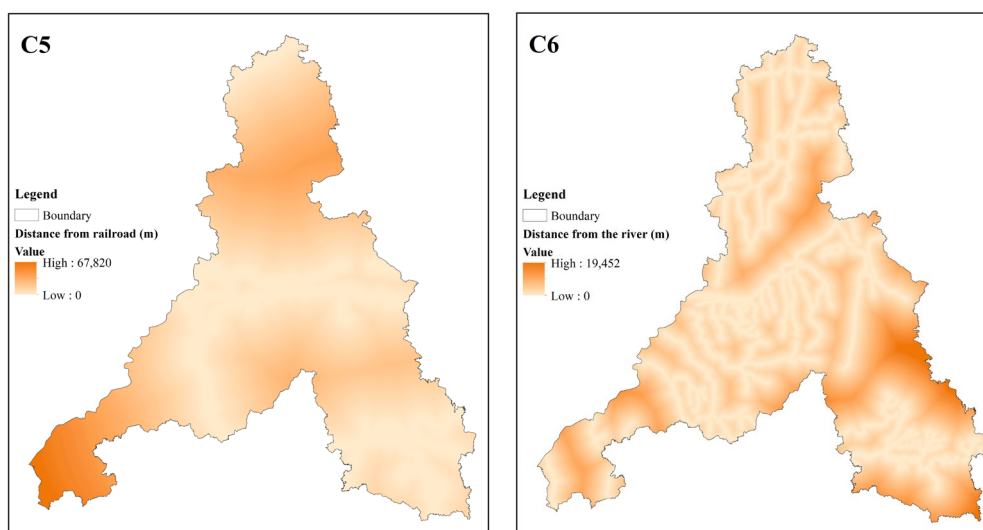 C5
Legend
Boundary
Distance from railroad (m)
Value
High : 67,820
Low : 0
C6
Legend
Boundary
Distance from the river (m)
Value
High : 19,452
Low : 0